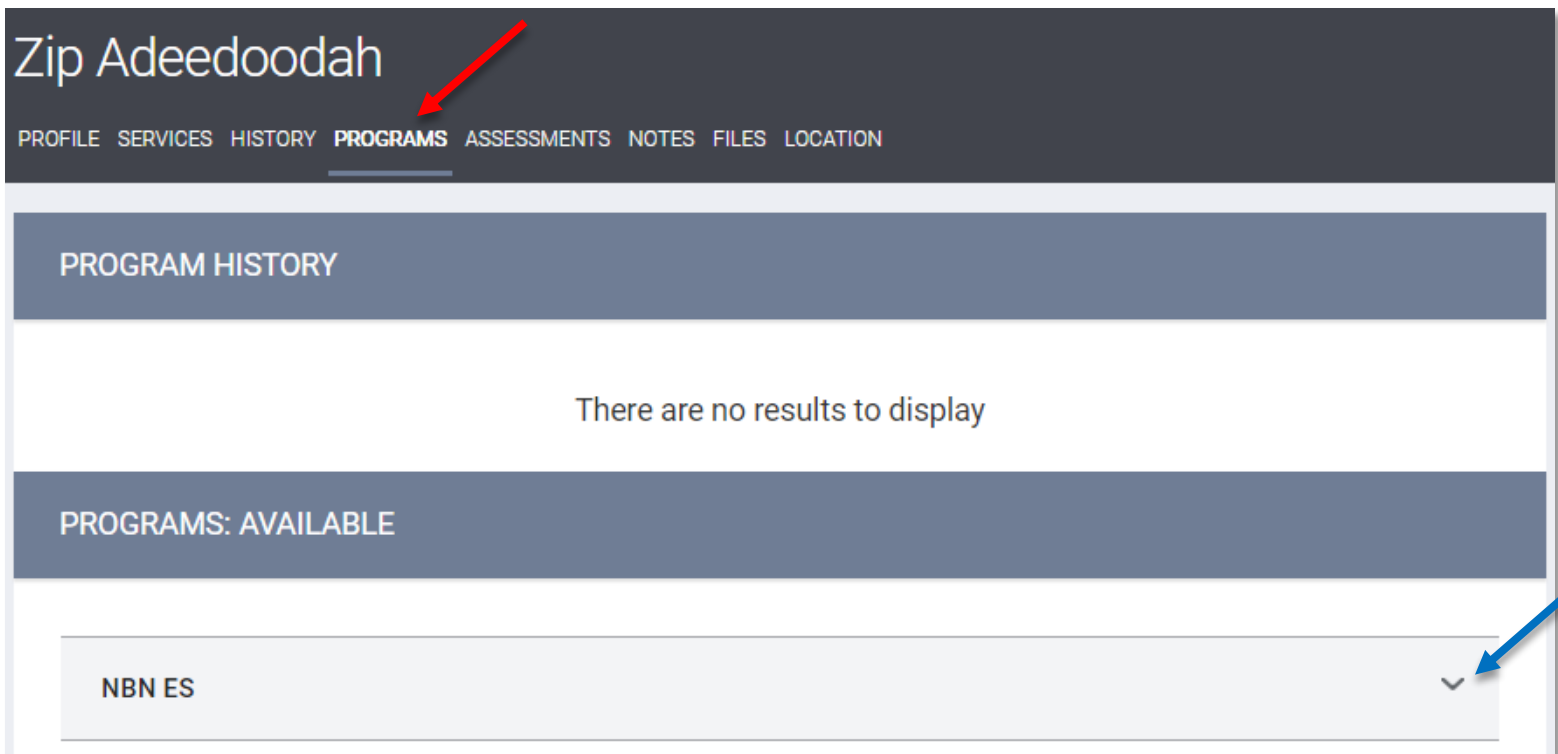 Zip Adeedoodah
PROFILE SERVICES HISTORY PROGRAMS ASSESSMENTS NOTES FILES LOCATION
PROGRAM HISTORY
There are no results to display
PROGRAMS: AVAILABLE
NBN ES